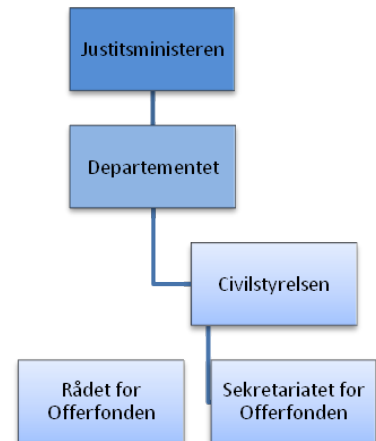 Justitsministeren
Departementet
Civilstyrelsen
Rådet for
Offerfonden
Sekretariatet for
Offerfonden